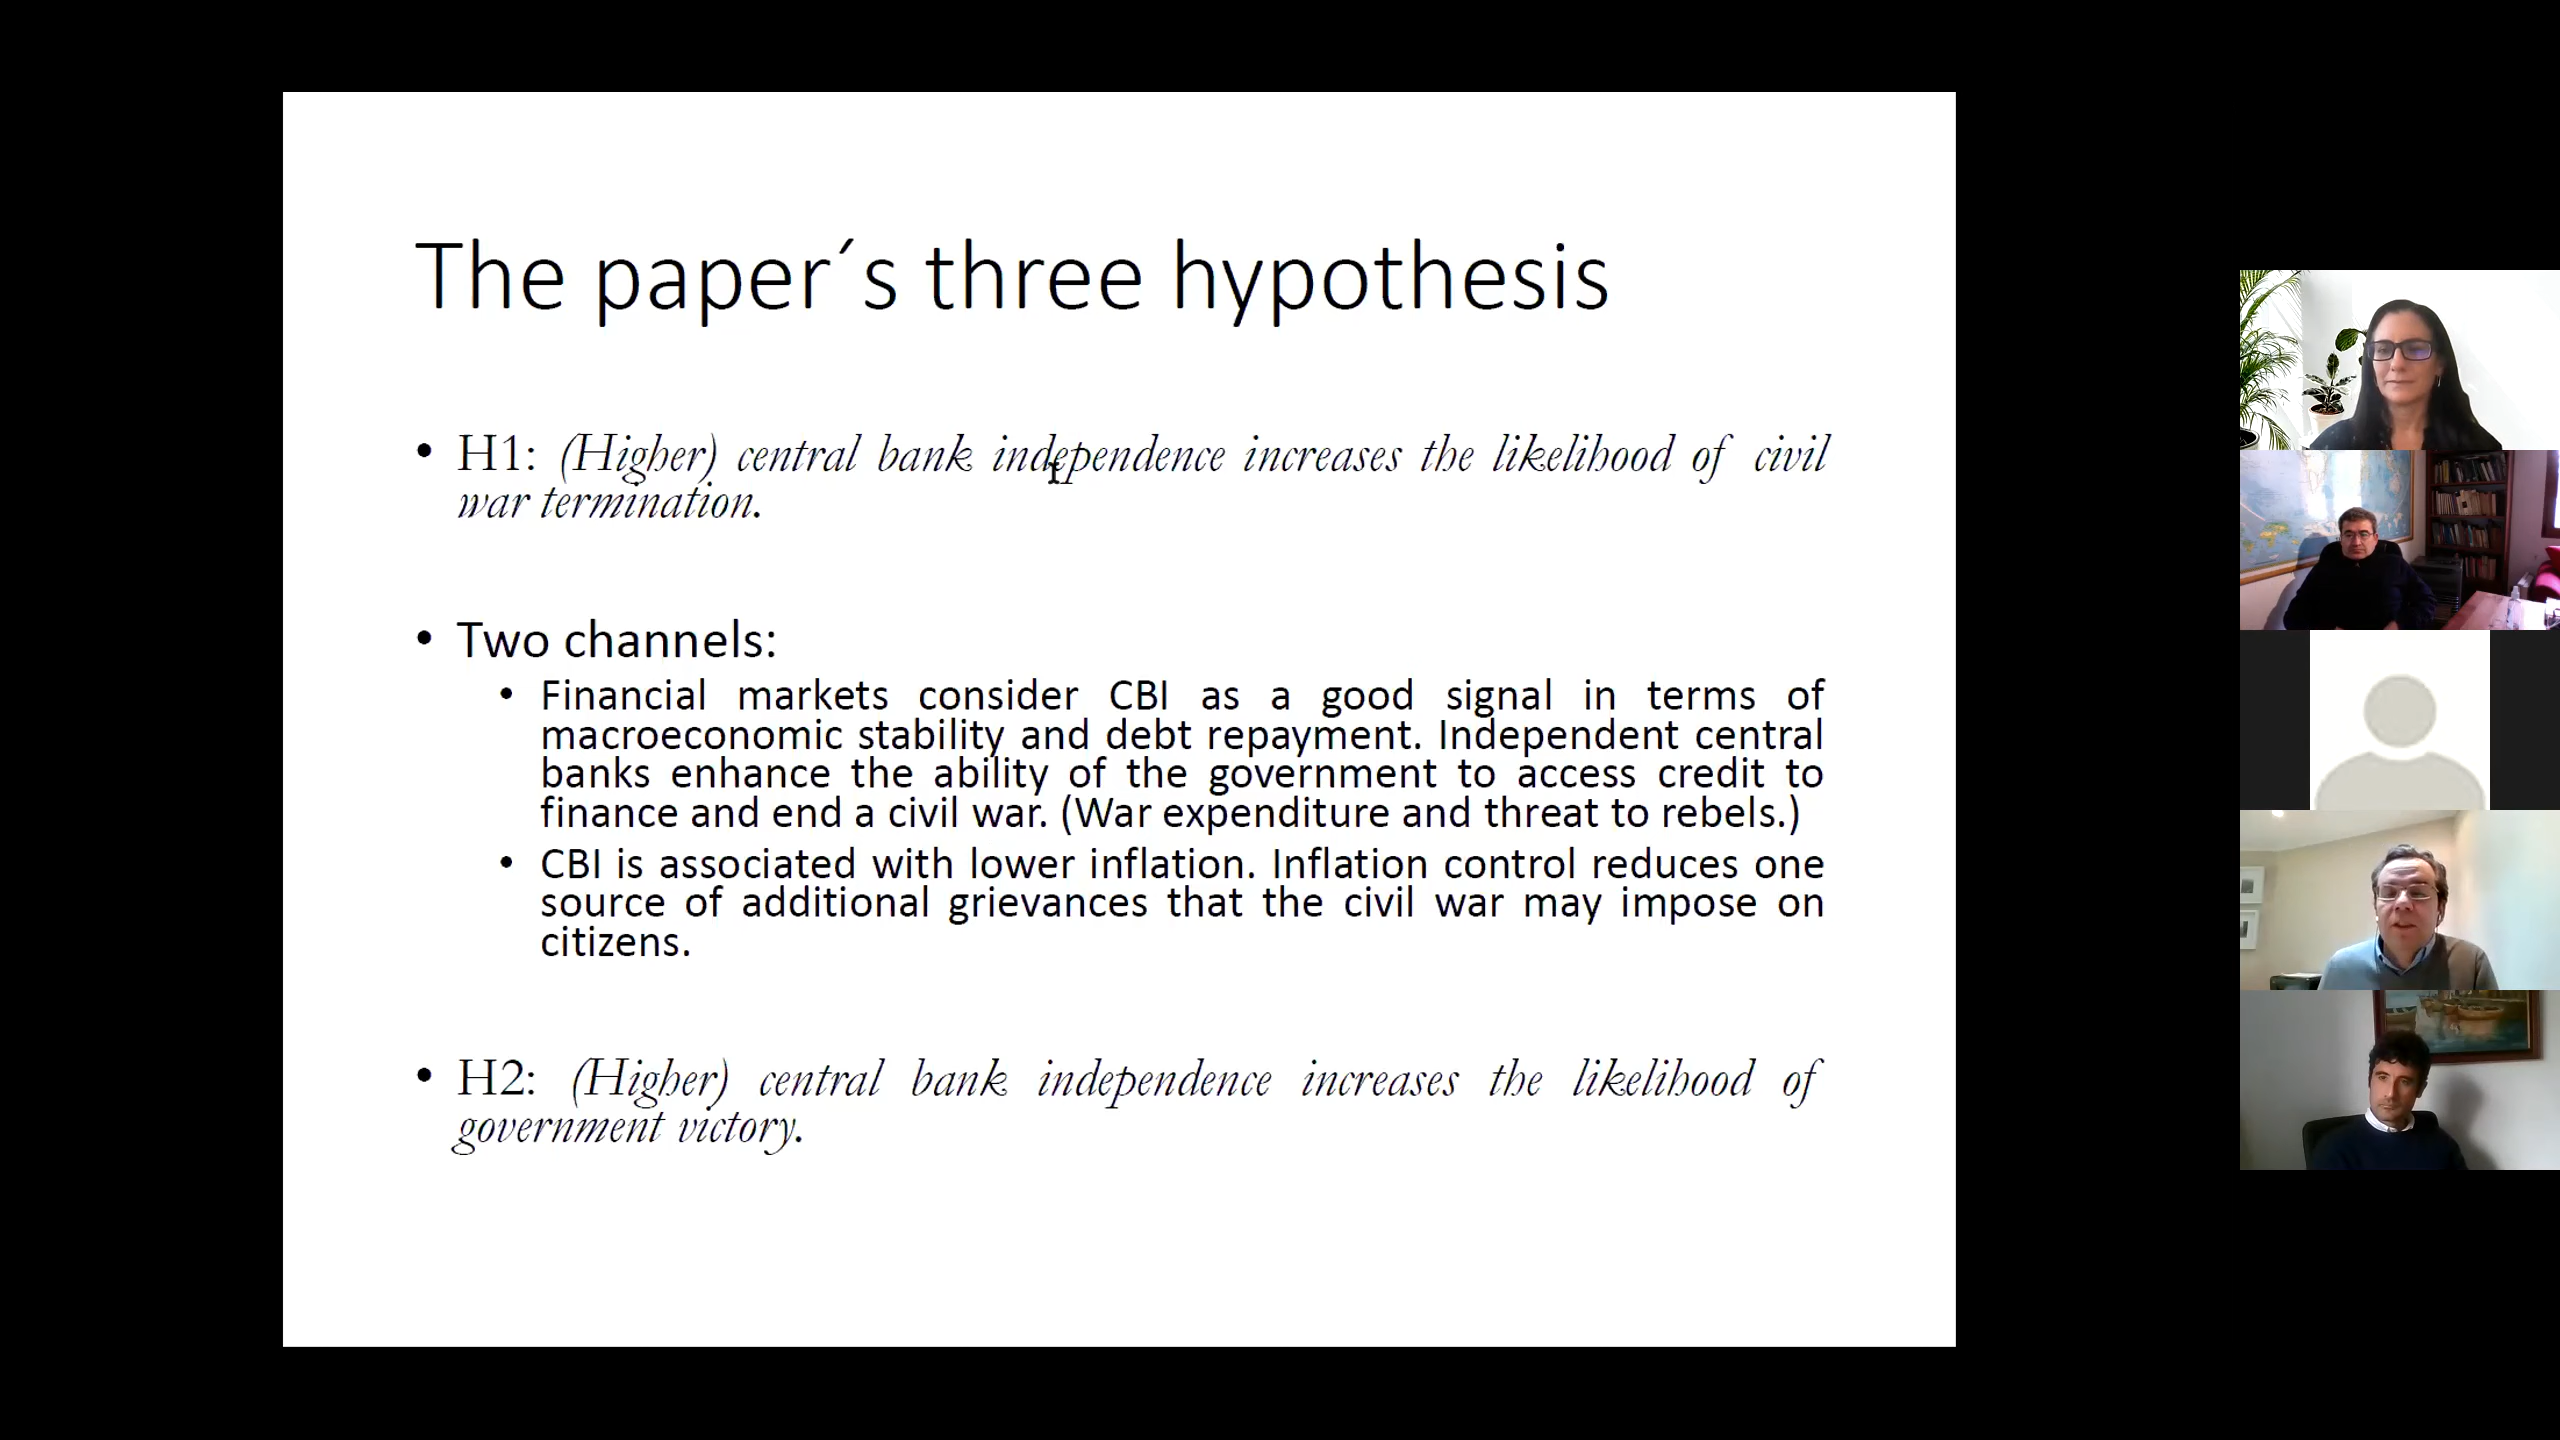 The paper´s three hypothesis
• H1: (Higher) central bank independence increases the likelihood of civil
war termination.
• Two channels:
• Financial markets consider CBI as a good signal in terms of
macroeconomic stability and debt repayment. Independent central
banks enhance the ability of the government to access credit to
finance and end a civil war. (War expenditure and threat to rebels.)
• CBI is associated with lower inflation. Inflation control reduces one
source of additional grievances that the civil war may impose on
citizens.
• H2: (Higher) central bank independence increases the likelihood of
government victory.